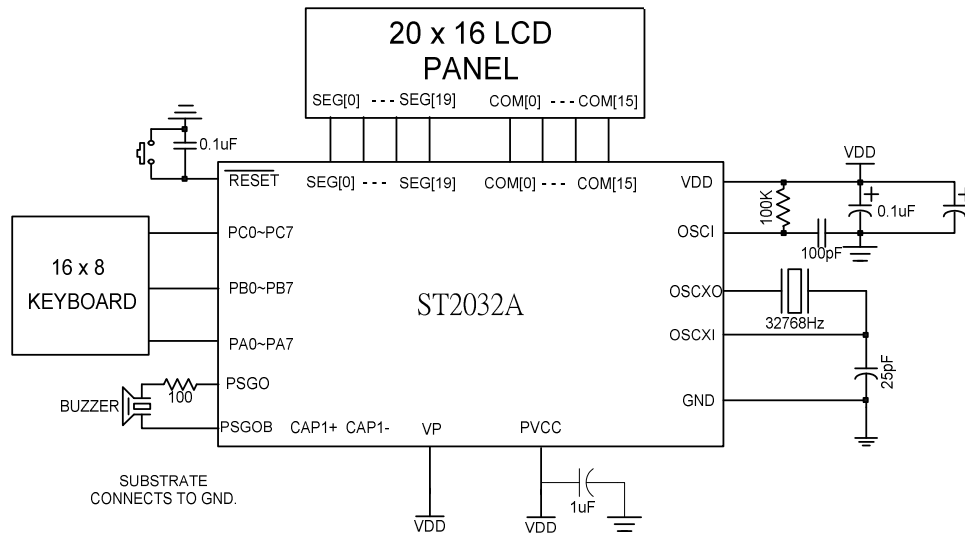 20 x 16 LCD
PANEL
SEG[0] --- SEG[19] COM[0] --- COM[15]
0.1uF
RESET
SEG[0] --- SEG[19] COM[0] --- COM[15]
VDD
VDD
100K
+
0.1uF
+
OSCI
100pF
16 x 8
KEYBOARD
PC0~PC7
PB0~PB7
PA0~PA7
ST2032A
OSCXO
32768Hz
OSCXI
25pF
GND
PSGO
100
BUZZER
PSGOB
CAP1+ CAP1- VP PVCC
SUBSTRATE
CONNECTS TO GND.
1uF
VDD
VDD